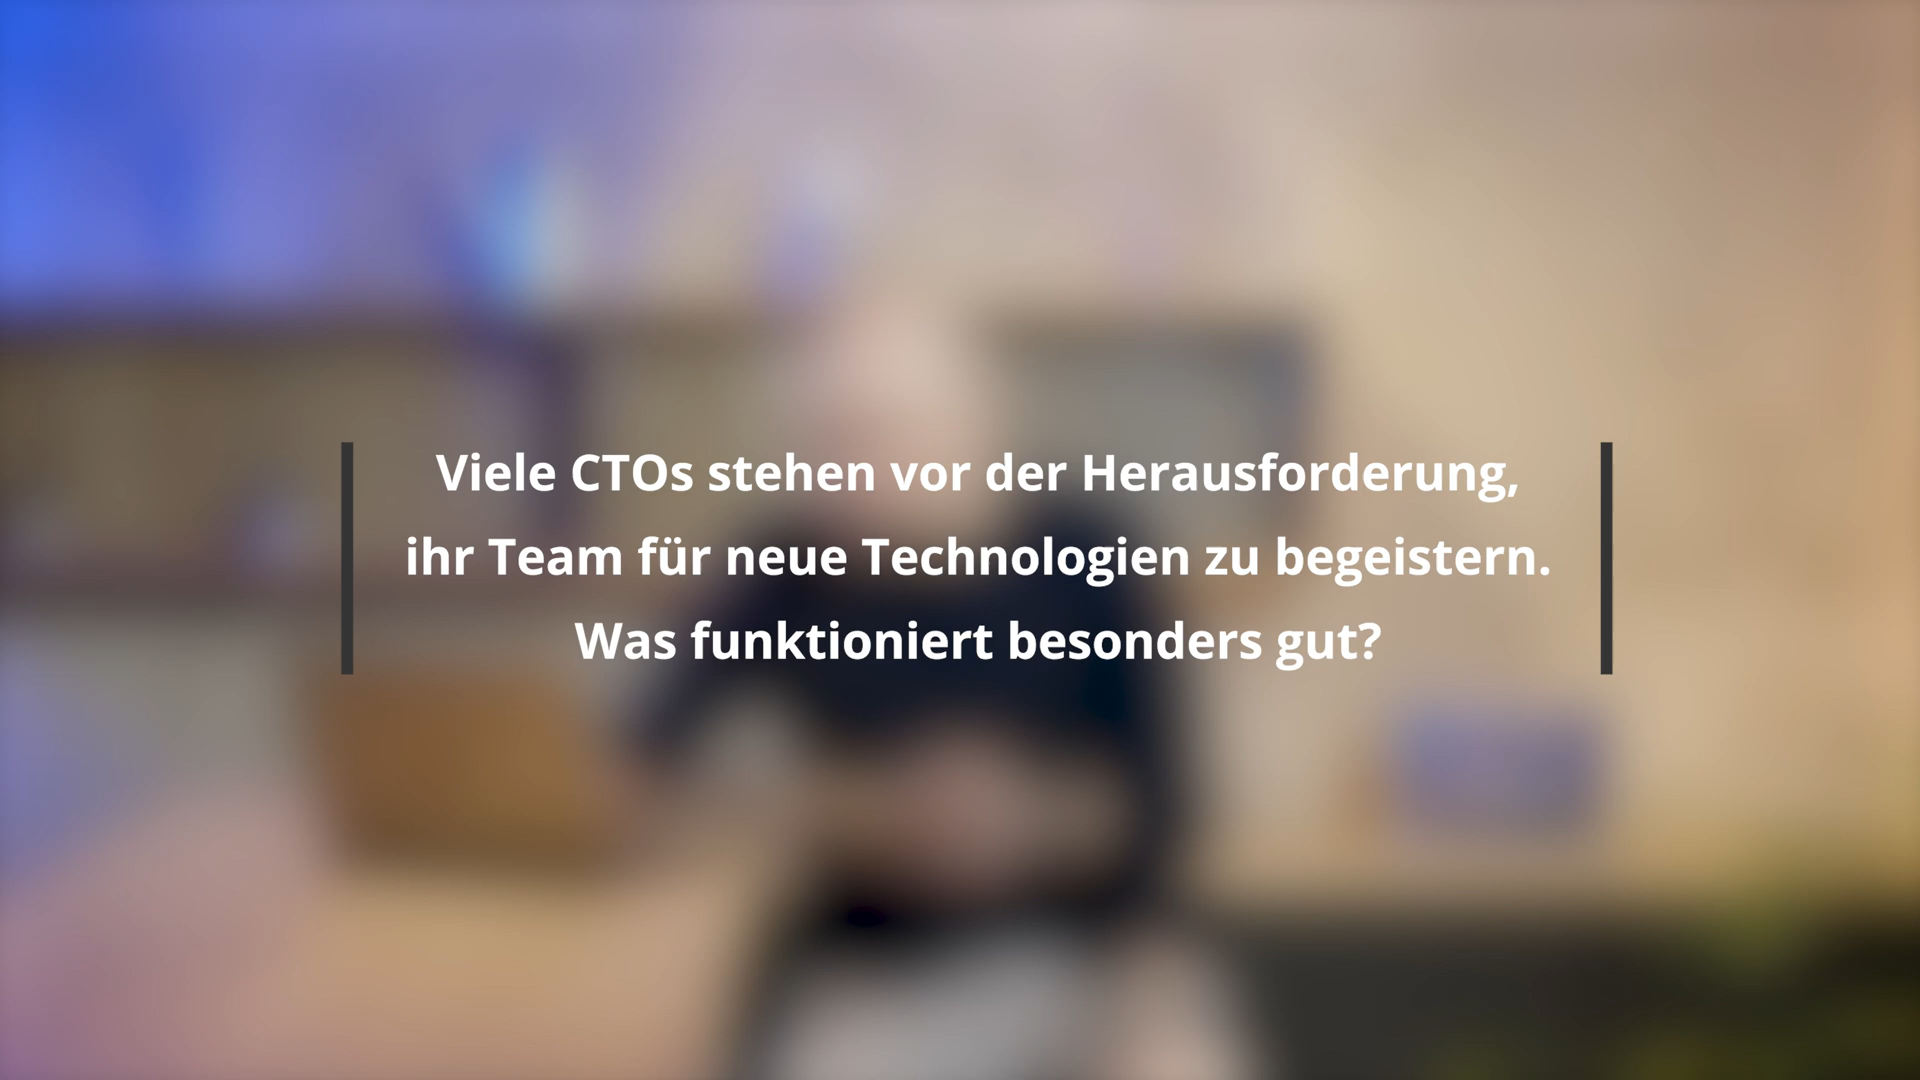 Viele CTOs stehen vor der Herausforderung,
ihr Team für neue Technologien zu begeistern.
Was funktioniert besonders gut?